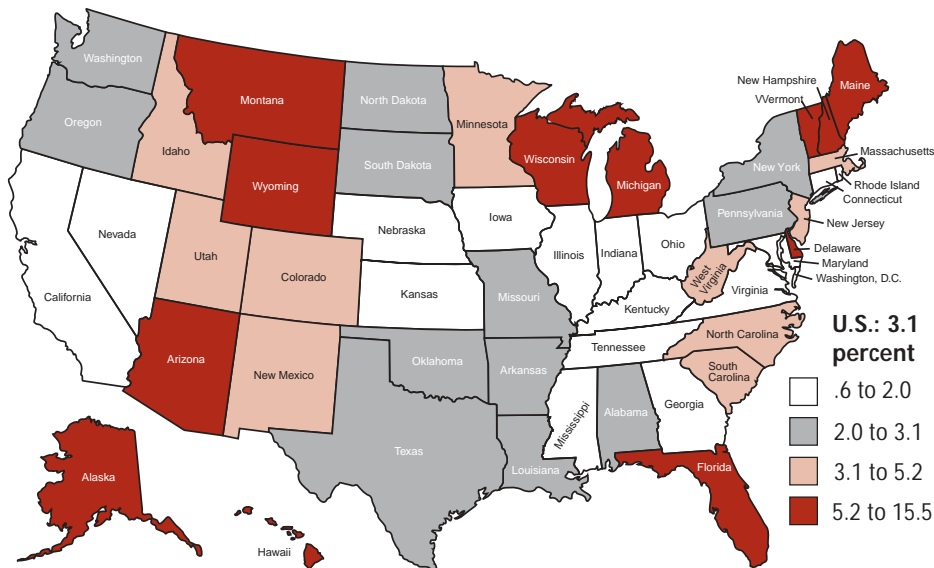 Washington
Oregon
Idaho
Montana
Wyoming
North Dakota
South Dakota
Minnesota
Wisconsin
Michigan
New Hampshire
VVermont
Maine
Massachusetts
New York
Rhode Island
Connecticut
Pennsylvania
New Jersey
Delaware
Maryland
Washington, D.C.
California
Nevada
Utah
Colorado
Nebraska
Kansas
Iowa
Illinois
Indiana
Ohio
West
Virginia
Virginia
Kentucky
Missouri
Arizona
New Mexico
Oklahoma
Arkansas
Tennessee
North Carolina
South
Carolina
Texas
Louisiana
Mississippi
Alabama
Georgia
Florida
Alaska
Hawaii
U.S.: 3.1
percent
.6 to 2.0
2.0 to 3.1
3.1 to 5.2
5.2 to 15.5